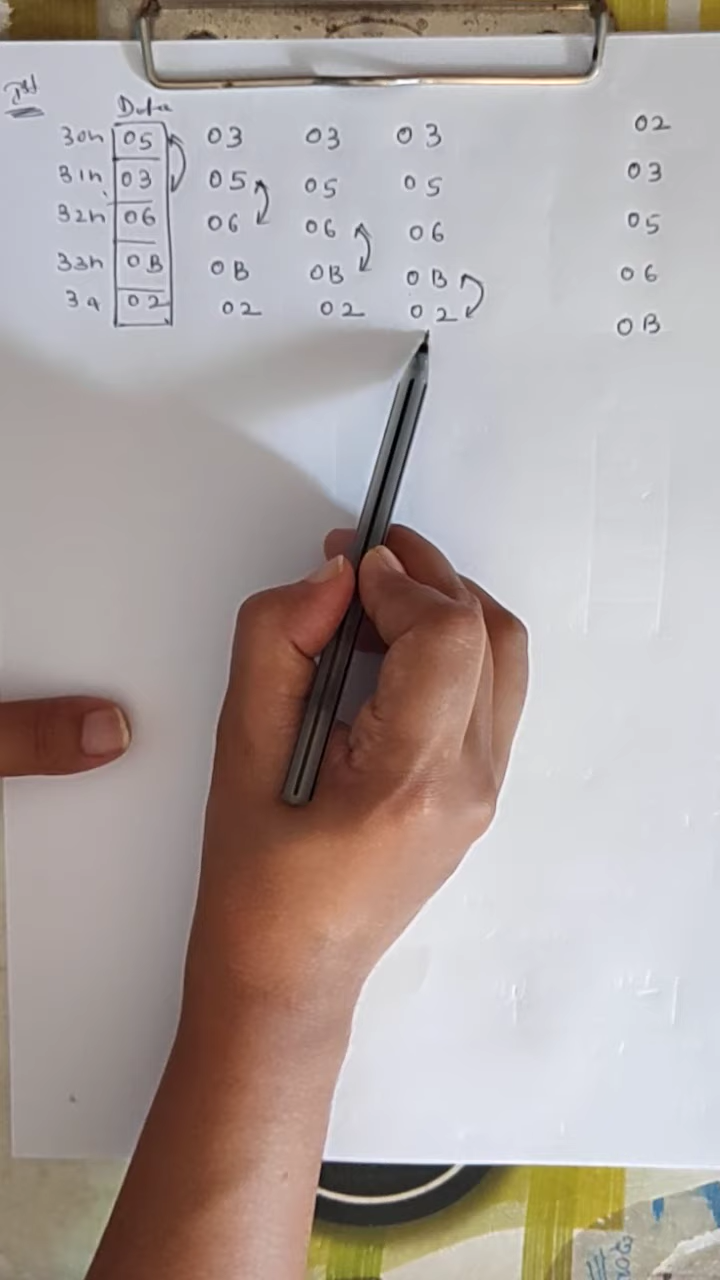 Ist
Data
30h 05 03 03 03 02
31h 03 05 05 05 03
32h 06 06 06 06 05
33h 0B 0B 0B 0B 06
34 02 02 02 02 0B